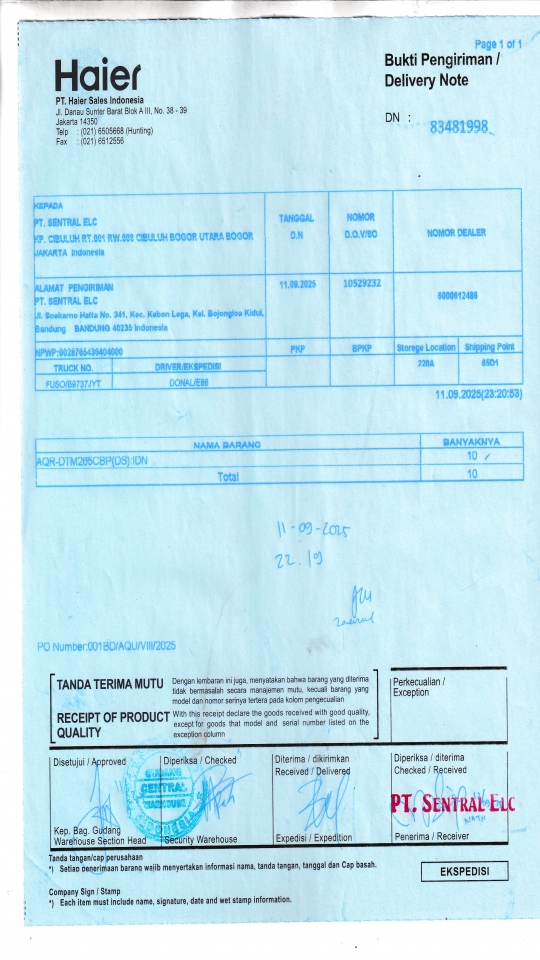 Page 1 of 1
Haier
Bukti Pengiriman /
Delivery Note
PT. Haier Sales Indonesia
Jl. Danau Sunter Barat Blok A III, No. 38 - 39
Jakarta 14350
Telp : (021) 6505668 (Hunting)
Fax : (021) 6512556
DN : 83481998
KEPADA
PT. SENTRAL ELC
KP. CIBULUH RT.001 RW.008 CIBULUH BOGOR UTARA BOGOR
JAKARTA Indonesia
TANGGAL
D.N
NOMOR
D.O.V/SO
NOMOR DEALER
ALAMAT PENGIRIMAN
PT. SENTRAL ELC
Jl. Soekarno Hatta No. 341, Kec. Kebon Lega, Kel. Bojongloa Kidul,
Bandung BANDUNG 40235 Indonesia
11.09.2025
10529232
6000612486
NPWP:0028765439404000
PKP
BPKP
Storage Location
Shipping Point
TRUCK NO.
DRIVER/EKSPEDISI
220A
85D1
FUSO/B9737JYT
DONAL/E88
11.09.2025(23:20:53)
NAMA BARANG
BANYAKNYA
AQR-DTM265CBP(DS):IDN
10
Total
10
11-09-2025
22.19
PO Number:001BD/AQU/VIII/2025
TANDA TERIMA MUTU
Dengan lembaran ini juga, menyatakan bahwa barang yang diterima
tidak bermasalah secara manajemen mutu, kecuali barang yang
model dan nomor serinya tertera pada kolom pengecualian
RECEIPT OF PRODUCT
QUALITY
With this receipt declare the goods received with good quality,
except for goods that model and serial number listed on the
exception column
Perkecualian /
Exception
Disetujui / Approved
Diperiksa / Checked
Diterima / dikirimkan
Received / Delivered
Diperiksa / diterima
Checked / Received
GUDANG
CENTRAL
WAREHOUSE
PT. SENTRAL ELC
Kep. Bag. Gudang
Warehouse Section Head
Security Warehouse
Expedisi / Expedition
Penerima / Receiver
Tanda tangan/cap perusahaan
*) Setiap penerimaan barang wajib menyertakan informasi nama, tanda tangan, tanggal dan Cap basah.
EKSPEDISI
Company Sign / Stamp
*) Each item must include name, signature, date and wet stamp information.